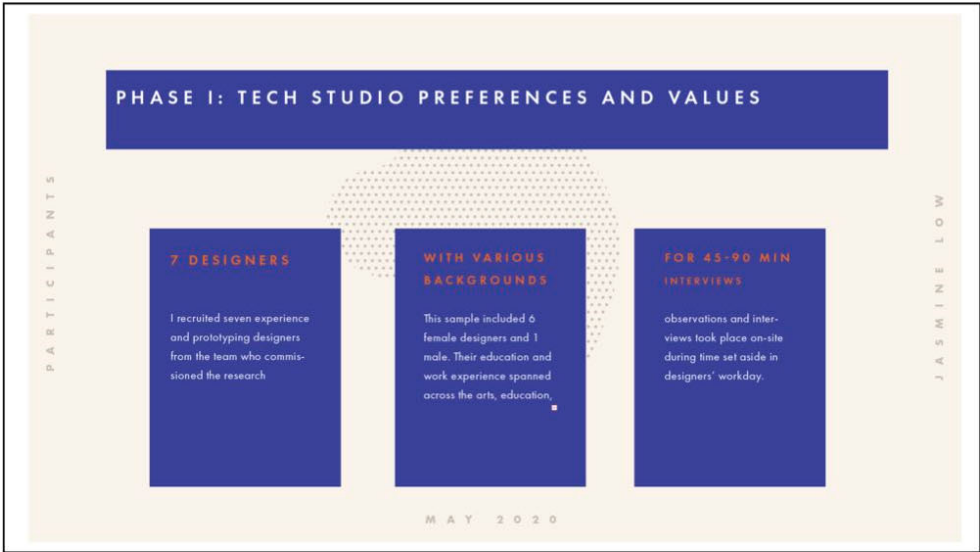 PHASE I: TECH STUDIO PREFERENCES AND VALUES
PARTICIPANTS
7 DESIGNERS
I recruited seven experience
and prototyping designers
from the team who commis-
sioned the research
WITH VARIOUS
BACKGROUNDS
This sample included 6
female designers and 1
male. Their education and
work experience spanned
across the arts, education,
FOR 45-90 MIN
INTERVIEWS
observations and inter-
views took place on-site
during time set aside in
designers' workday.
JASMINE LOW
MAY 2020